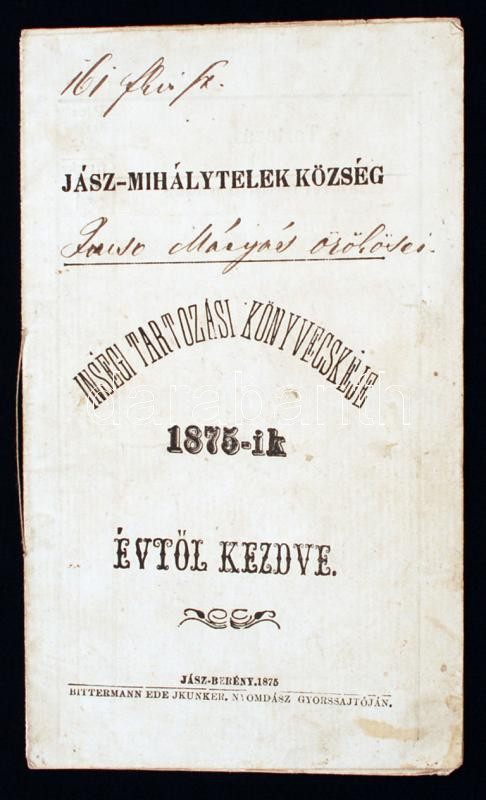 161
JÁSZ-MIHÁLYTELEK KÖZSÉG
Mátyás örökösei.
INSÉGI TARTOZÁSI KÖNYVECSKÉJE
darabanth
1875-ik
ÉVTŐL KEZDVE.
JÁSZ-BERÉNY.1875
BITTERMANN EDE JKUNKER. NYOMDÁSZ GYORSSAJTÓJÁN.